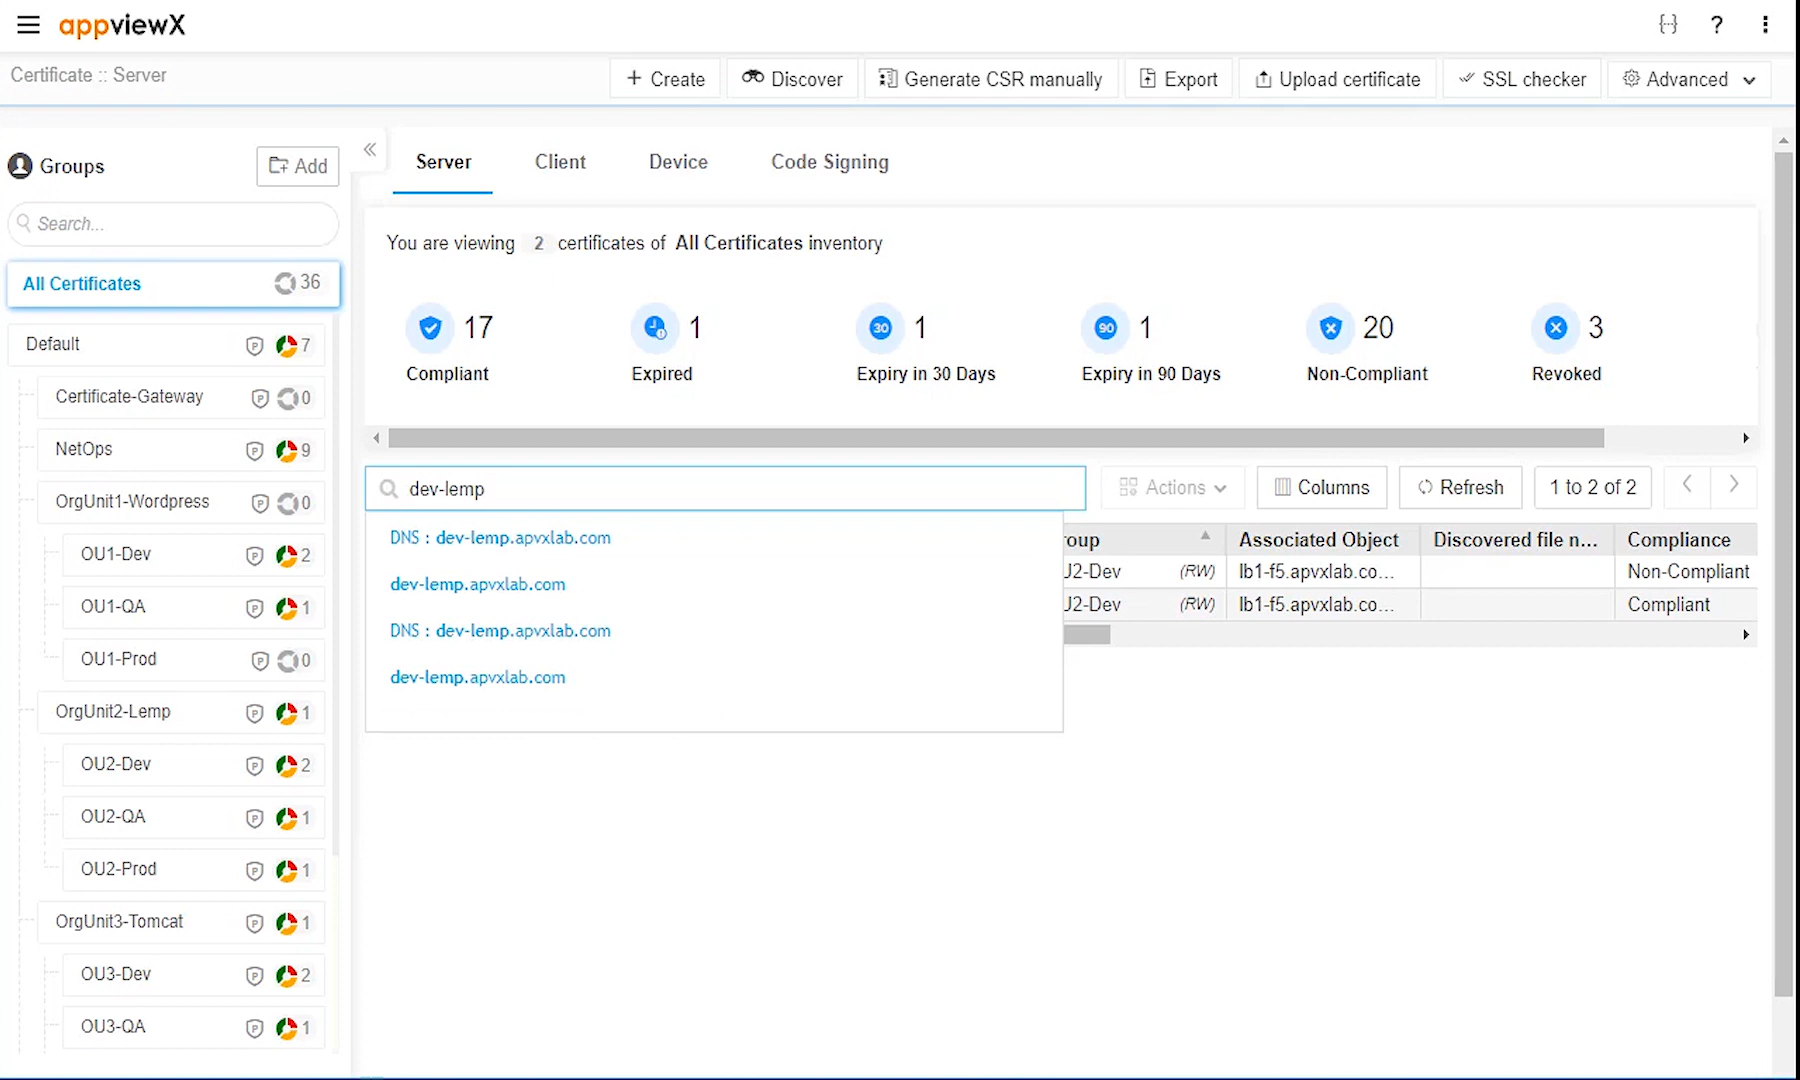 appviewX
Certificate :: Server
Create
Discover
Generate CSR manually
Export
Upload certificate
SSL checker
Advanced
Groups
Add
Search...
All Certificates 36
Default P 7
Certificate-Gateway P 0
NetOps P 9
OrgUnit1-Wordpress P 0
OU1-Dev P 2
OU1-QA P 1
OU1-Prod P 0
OrgUnit2-Lemp P 1
OU2-Dev P 2
OU2-QA P 1
OU2-Prod P 1
OrgUnit3-Tomcat P 1
OU3-Dev P 2
OU3-QA P 1
Server
Client
Device
Code Signing
You are viewing 2 certificates of All Certificates inventory
17
Compliant
1
Expired
30 1
Expiry in 30 Days
90 1
Expiry in 90 Days
20
Non-Compliant
3
Revoked
dev-lemp
Actions
Columns
Refresh
1 to 2 of 2
DNS : dev-lemp.apvxlab.com
dev-lemp.apvxlab.com
DNS : dev-lemp.apvxlab.com
dev-lemp.apvxlab.com
roup Associated Object Discovered file n... Compliance
U2-Dev (RW) lb1-f5.apvxlab.co... Non-Compliant
U2-Dev (RW) lb1-f5.apvxlab.co... Compliant